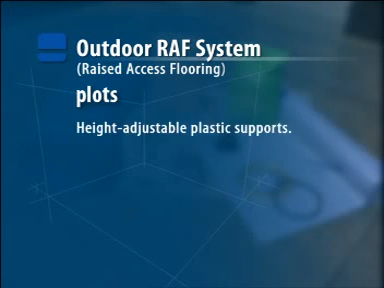 Outdoor RAF System
(Raised Access Flooring)
plots
Height-adjustable plastic supports.